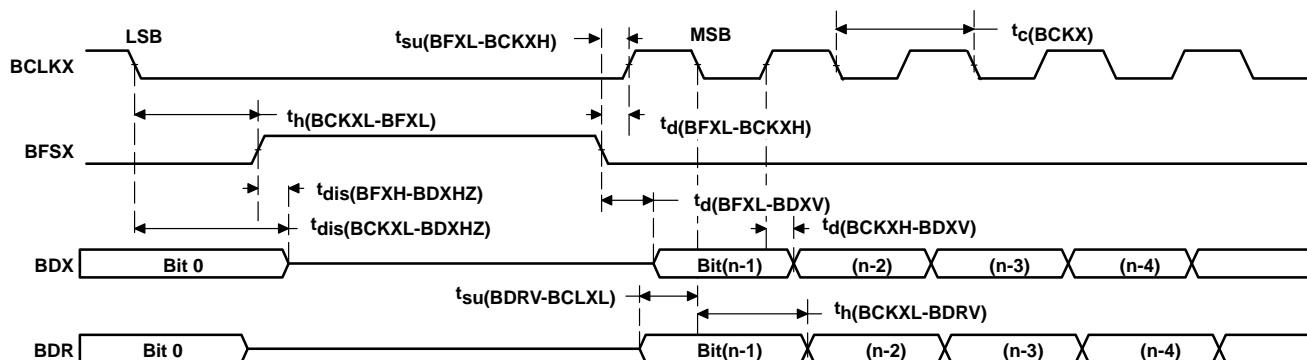 LSB
tsu(BFXL-BCKXH)
MSB
tc(BCKX)
BCLKX
th(BCKXL-BFXL)
td(BFXL-BCKXH)
BFSX
tdis(BFXH-BDXHZ)
td(BFXL-BDXV)
tdis(BCKXL-BDXHZ)
td(BCKXH-BDXV)
BDX Bit 0 Bit(n-1) (n-2) (n-3) (n-4)
tsu(BDRV-BCLXL)
th(BCKXL-BDRV)
BDR Bit 0 Bit(n-1) (n-2) (n-3) (n-4)